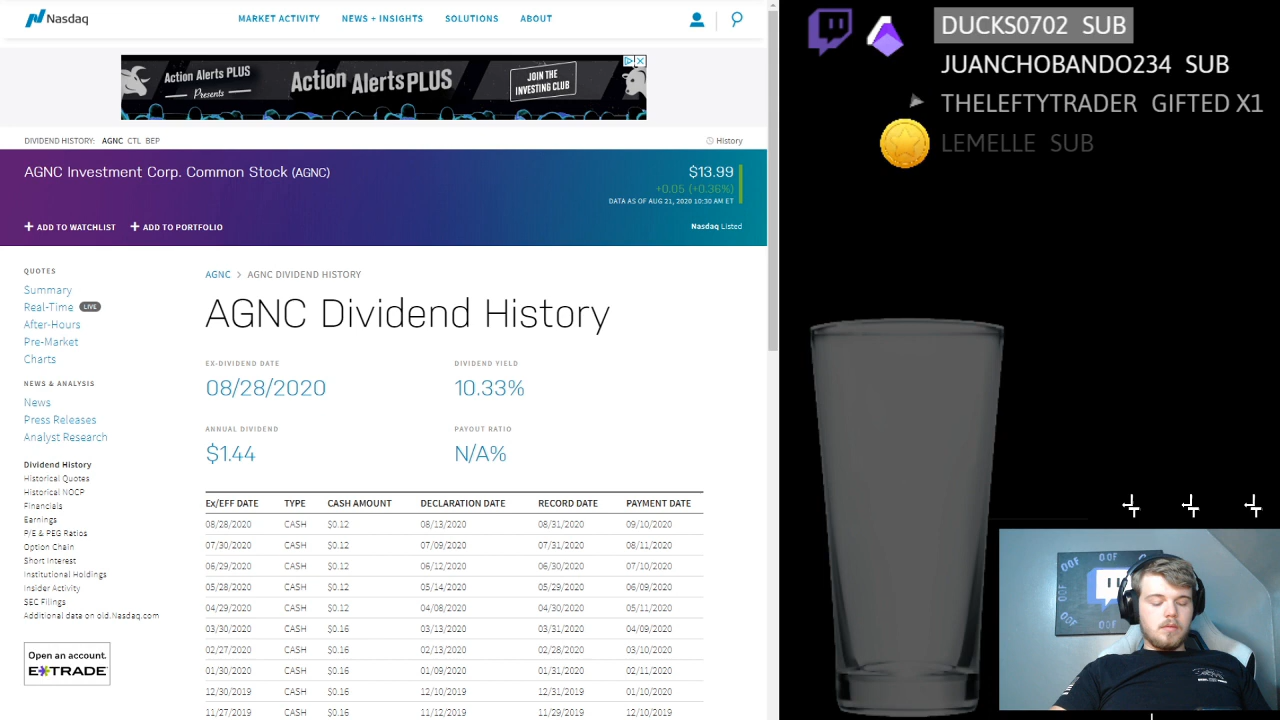 Nasdaq
MARKET ACTIVITY NEWS + INSIGHTS SOLUTIONS ABOUT
Action Alerts PLUS
Presents
Action Alerts PLUS
JOIN THE
INVESTING CLUB
DIVIDEND HISTORY: AGNC CTL BEP
History
AGNC Investment Corp. Common Stock (AGNC)
$13.99
+0.05 (+0.36%)
DATA AS OF AUG 21, 2020 10:30 AM ET
+ ADD TO WATCHLIST + ADD TO PORTFOLIO
Nasdaq Listed
QUOTES
Summary
Real-Time LIVE
After-Hours
Pre-Market
Charts
NEWS & ANALYSIS
News
Press Releases
Analyst Research
Dividend History
Historical Quotes
Historical NOCP
Financials
Earnings
P/E & PEG Ratios
Option Chain
Short Interest
Institutional Holdings
Insider Activity
SEC Filings
Additional data on old.Nasdaq.com
Open an account.
E*TRADE
AGNC > AGNC DIVIDEND HISTORY
AGNC Dividend History
EX-DIVIDEND DATE
08/28/2020
DIVIDEND YIELD
10.33%
ANNUAL DIVIDEND
$1.44
PAYOUT RATIO
N/A%
Ex/EFF DATE TYPE CASH AMOUNT DECLARATION DATE RECORD DATE PAYMENT DATE
08/28/2020 CASH $0.12 08/13/2020 08/31/2020 09/10/2020
07/30/2020 CASH $0.12 07/09/2020 07/31/2020 08/11/2020
06/29/2020 CASH $0.12 06/12/2020 06/30/2020 07/10/2020
05/28/2020 CASH $0.12 05/14/2020 05/29/2020 06/09/2020
04/29/2020 CASH $0.12 04/08/2020 04/30/2020 05/11/2020
03/30/2020 CASH $0.16 03/13/2020 03/31/2020 04/09/2020
02/27/2020 CASH $0.16 02/13/2020 02/28/2020 03/10/2020
01/30/2020 CASH $0.16 01/09/2020 01/31/2020 02/11/2020
12/30/2019 CASH $0.16 12/10/2019 12/31/2019 01/10/2020
11/27/2019 CASH $0.16 11/12/2019 11/29/2019 12/10/2019
DUCKS0702 SUB
JUANCHOBANDO234 SUB
THELEFTYTRADER GIFTED X1
LEMELLE SUB
OOF
OOF
OOF
OOF